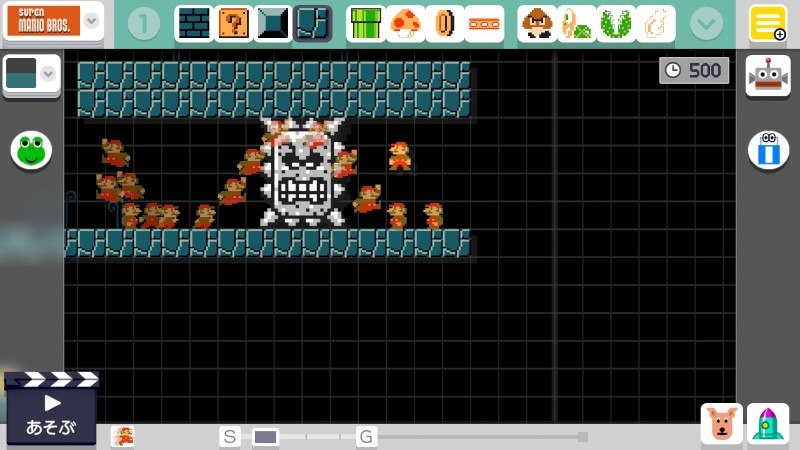 SUPER
MARIO BROS.
1
?
500
あそぶ
S
G